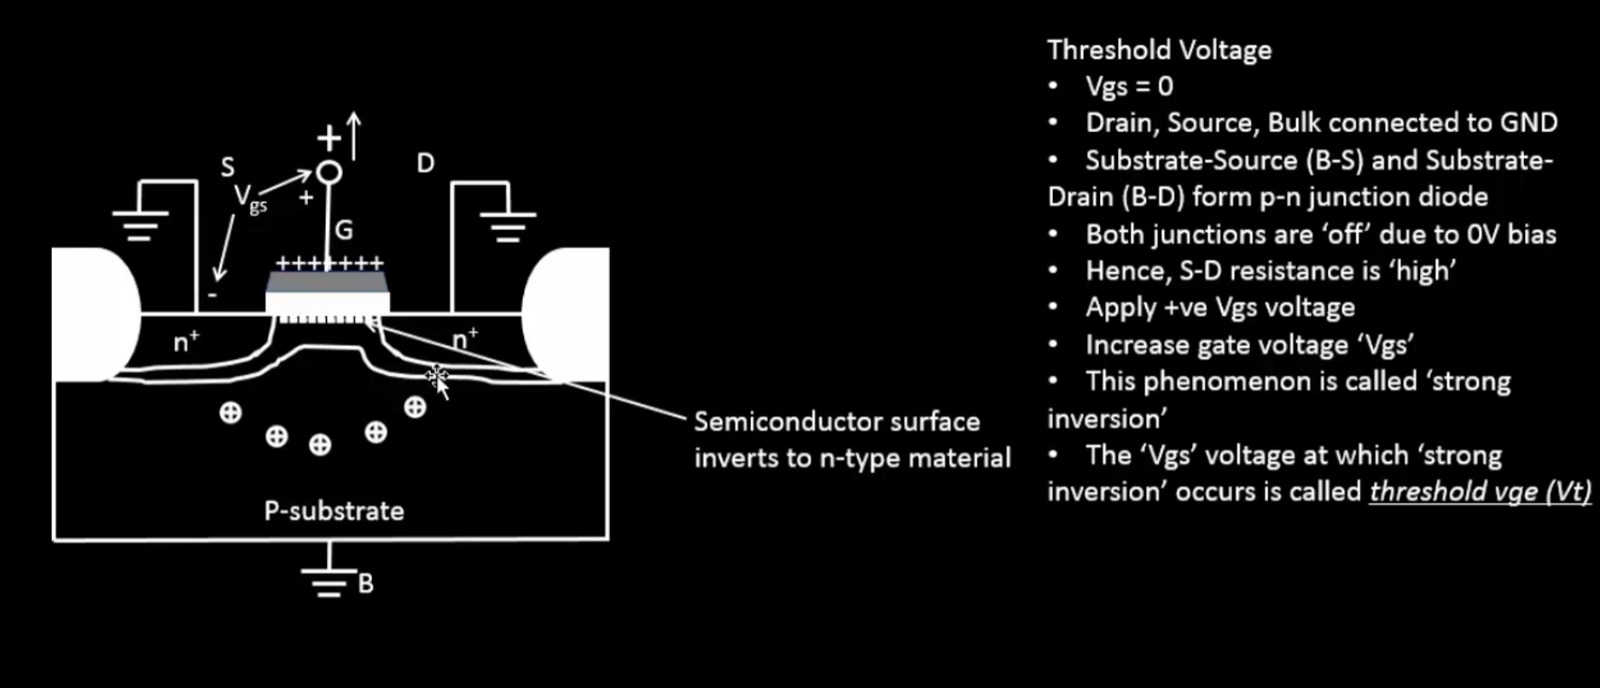 Threshold Voltage
• Vgs = 0
• Drain, Source, Bulk connected to GND
• Substrate-Source (B-S) and Substrate-
Drain (B-D) form p-n junction diode
• Both junctions are ‘off’ due to 0V bias
• Hence, S-D resistance is ‘high’
• Apply +ve Vgs voltage
• Increase gate voltage ‘Vgs’
• This phenomenon is called ‘strong
inversion’
• The ‘Vgs’ voltage at which ‘strong
inversion’ occurs is called threshold vge (Vt)
+
S
D
Vgs
+
G
+++++++
-
n+
n+
Semiconductor surface
inverts to n-type material
P-substrate
B